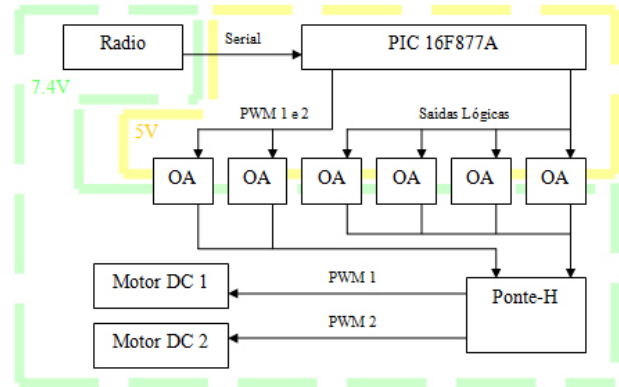 Radio
Serial
PIC 16F877A
7.4V
PWM 1 e 2
Saídas Lógicas
5V
OA
OA
OA
OA
OA
OA
Motor DC 1
PWM 1
Ponte-H
PWM 2
Motor DC 2